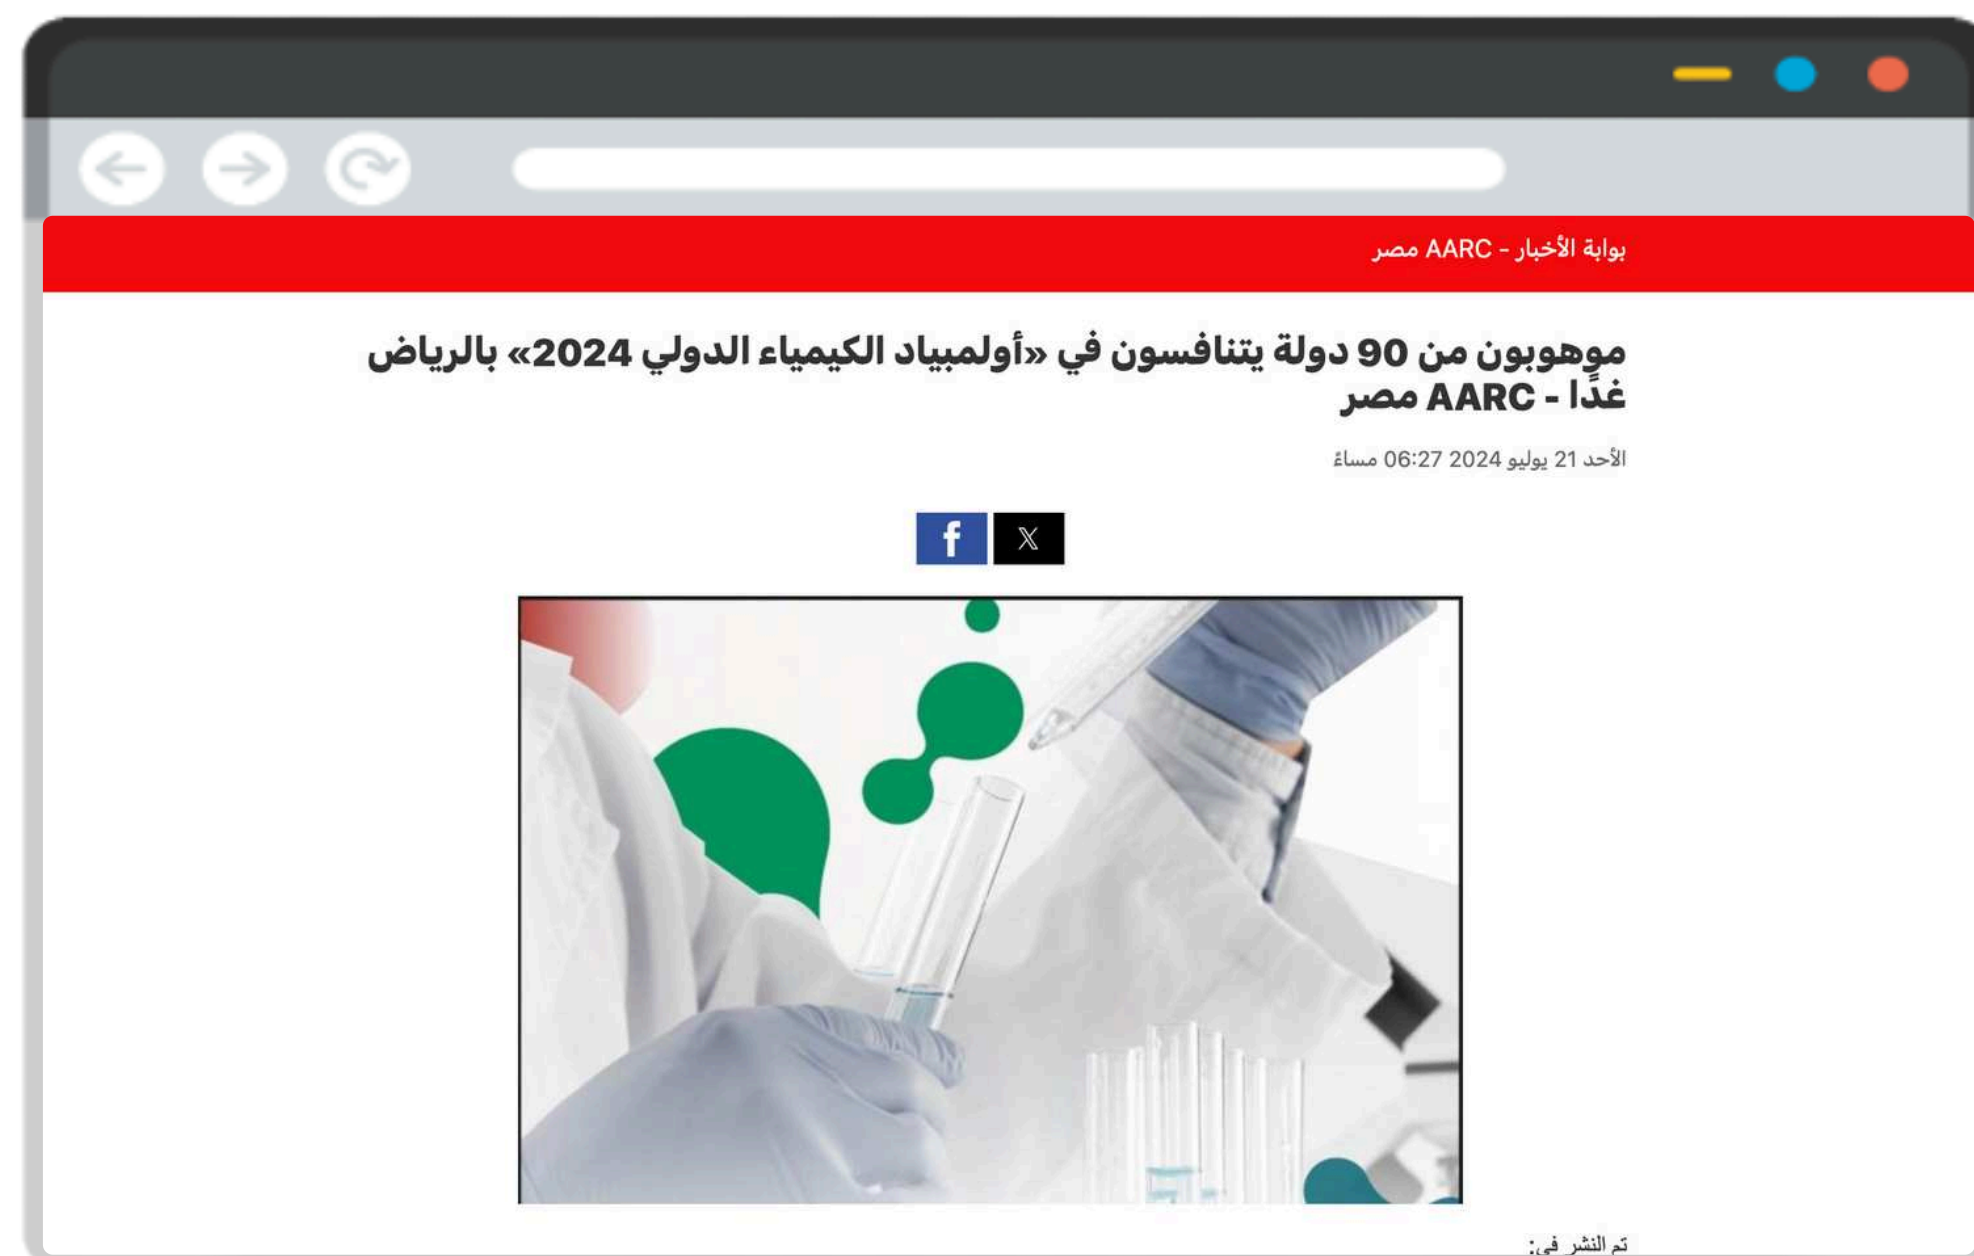 بوابة الأخبار - AARC مصر
موهوبون من 90 دولة يتنافسون في «أولمبياد الكيمياء الدولي 2024» بالرياض
غدًا - AARC مصر
الأحد 21 يوليو 2024 06:27 مساءً
تم النشر في: